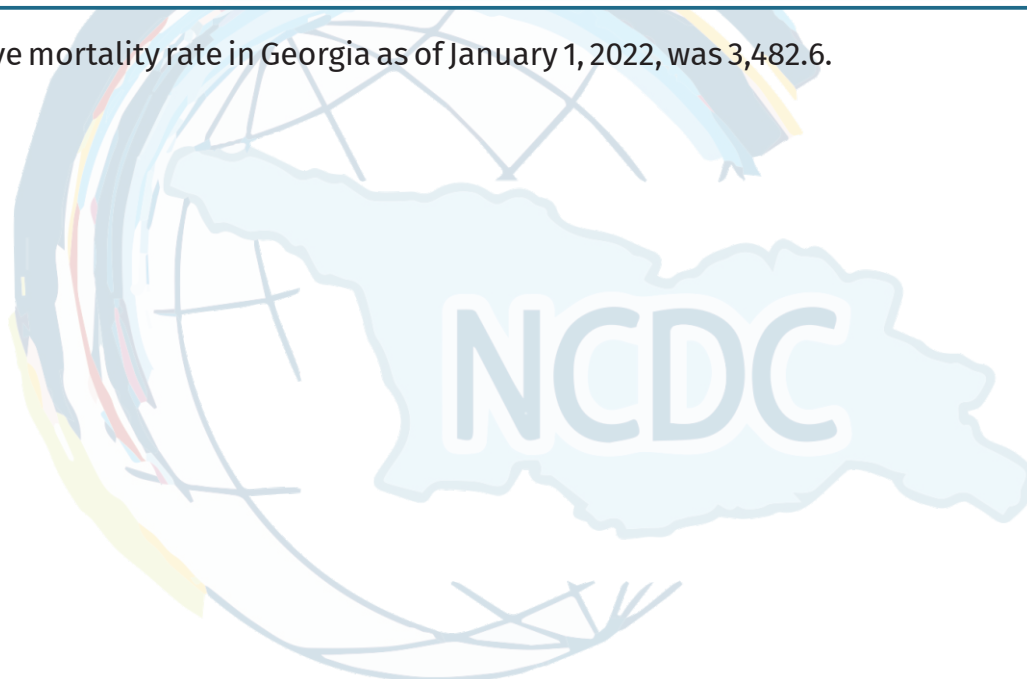 ve mortality rate in Georgia as of January 1, 2022, was 3,482.6.
NCDC